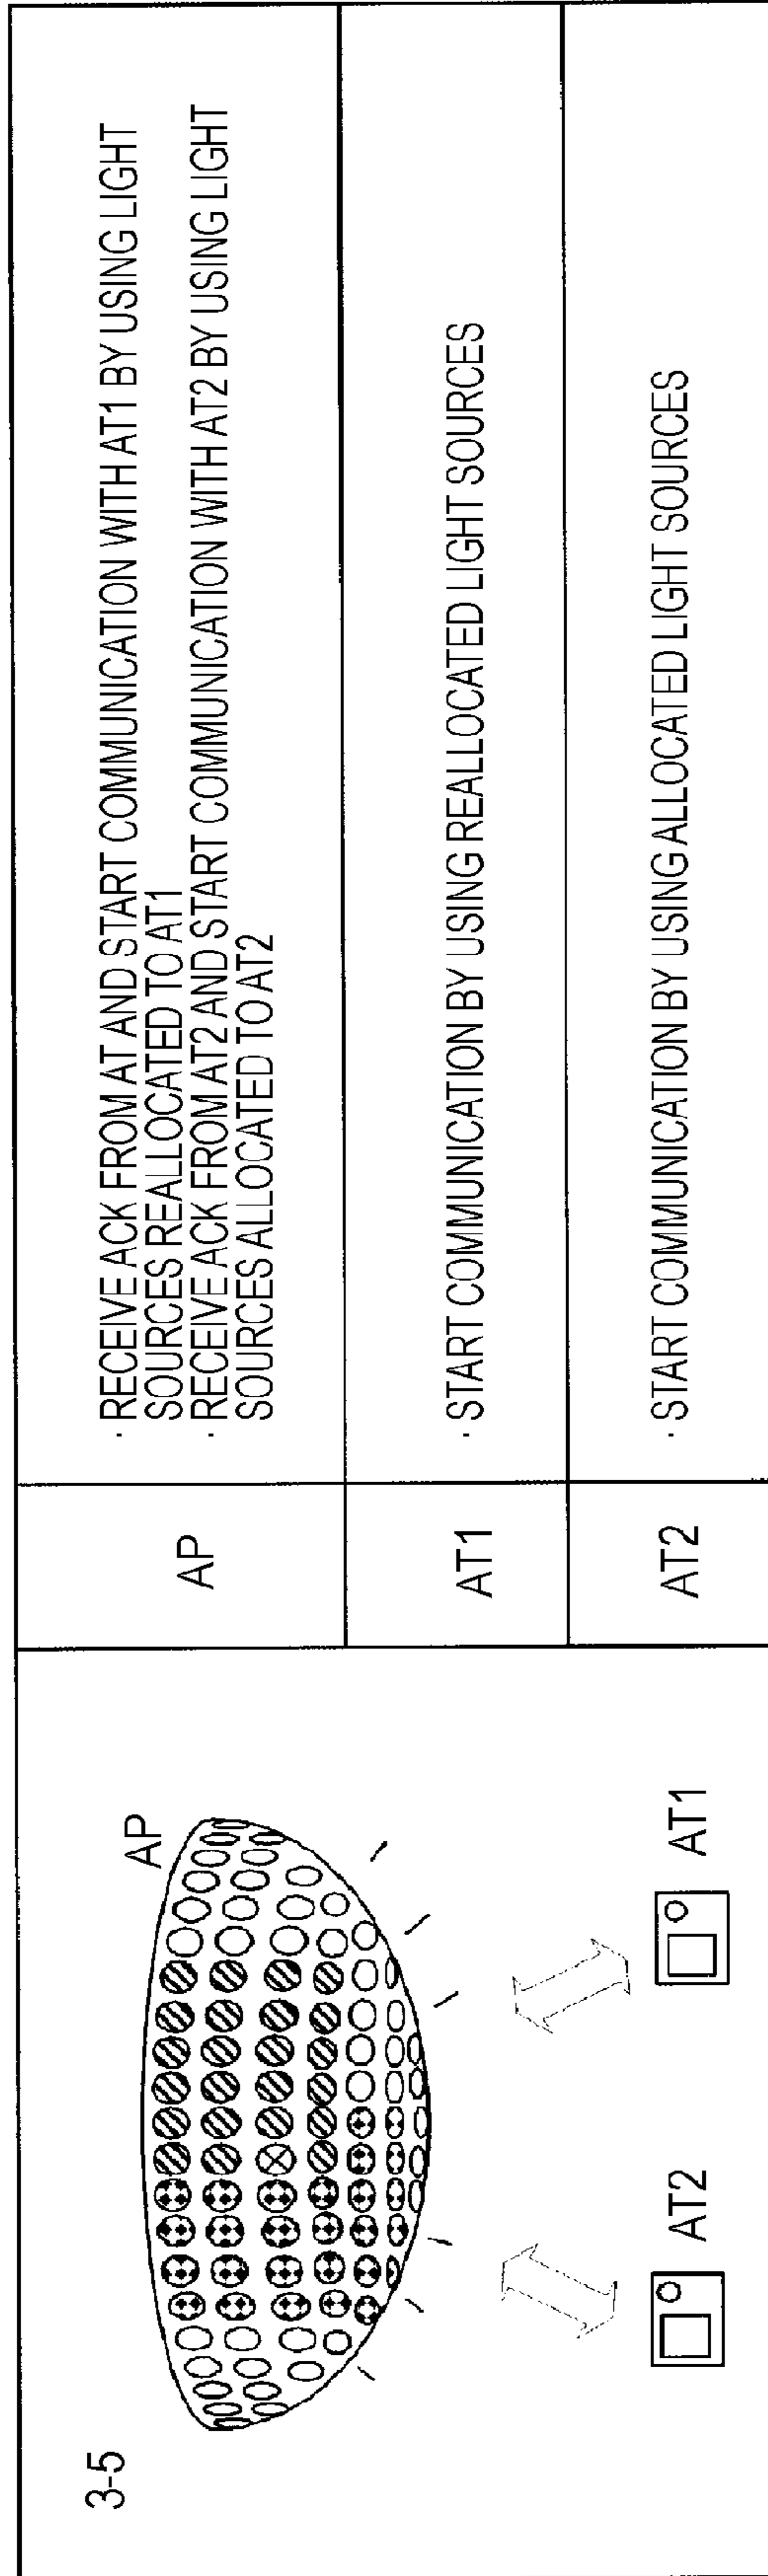 3-5
AP
AT2
AT1
AP
· RECEIVE ACK FROM AT AND START COMMUNICATION WITH AT1 BY USING LIGHT
SOURCES REALLOCATED TO AT1
· RECEIVE ACK FROM AT2 AND START COMMUNICATION WITH AT2 BY USING LIGHT
SOURCES ALLOCATED TO AT2
AT1
· START COMMUNICATION BY USING REALLOCATED LIGHT SOURCES
AT2
· START COMMUNICATION BY USING ALLOCATED LIGHT SOURCES